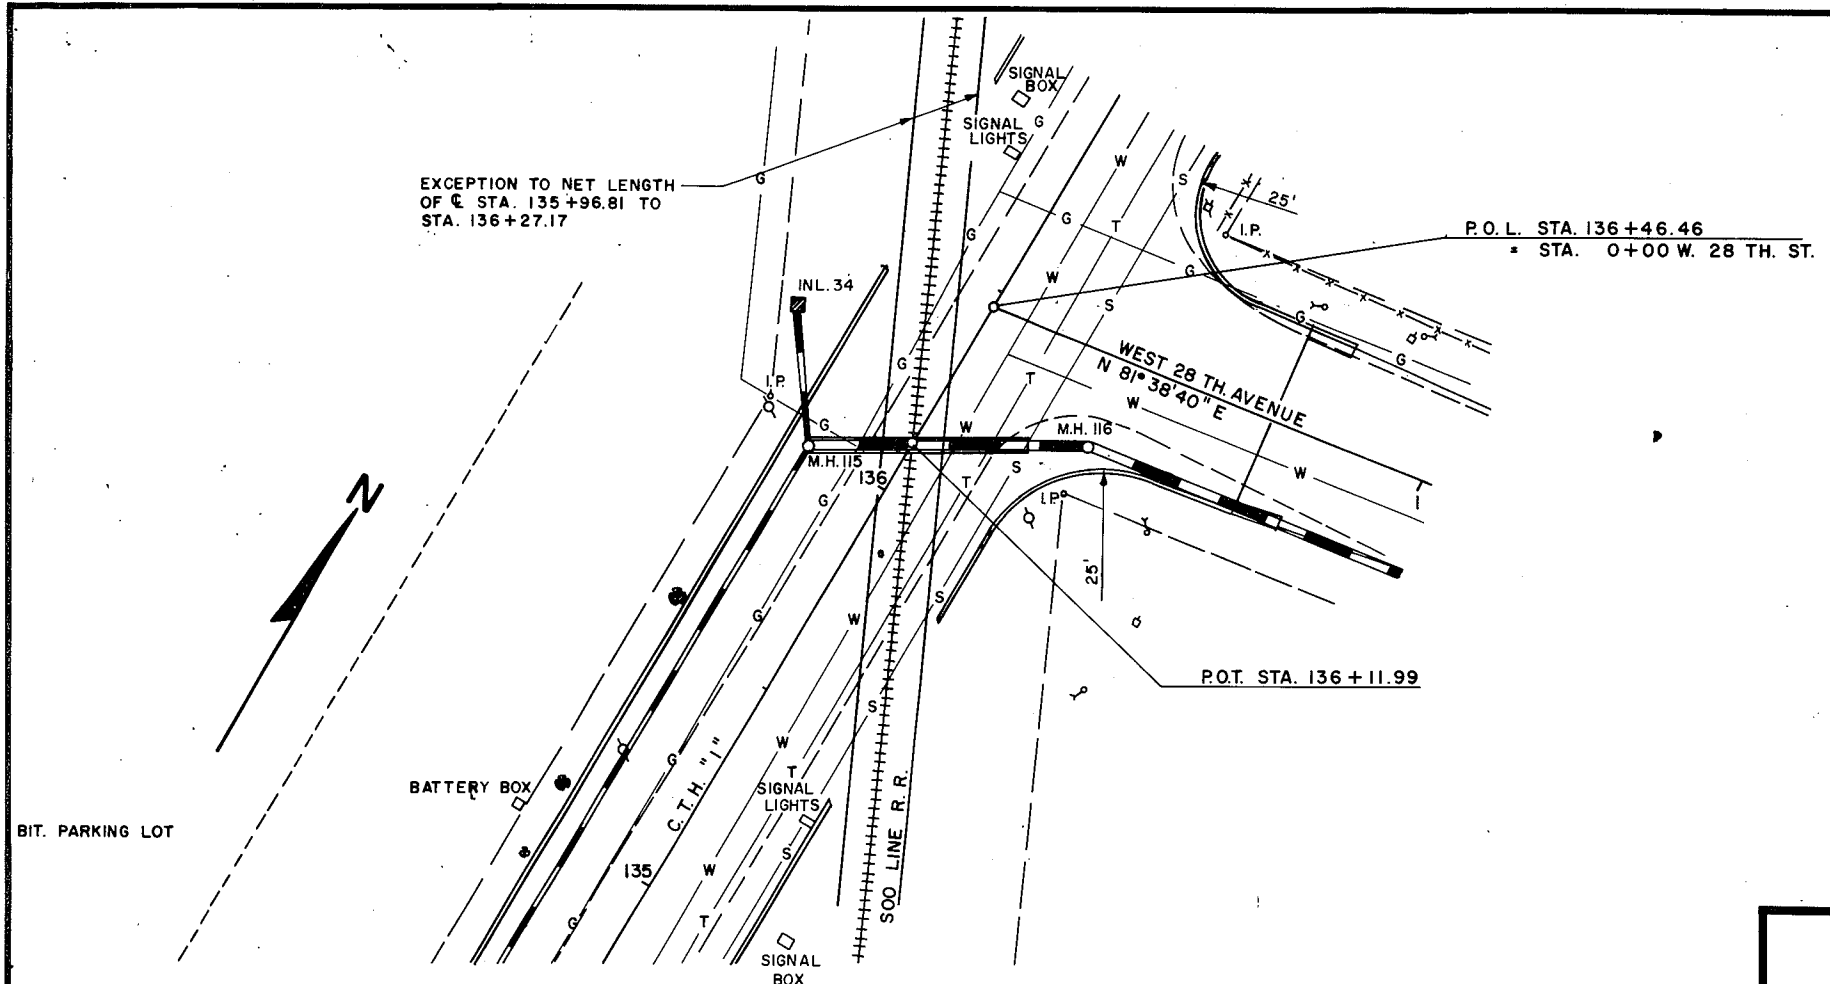 SIGNAL
BOX
SIGNAL
LIGHTS
G
G
W
EXCEPTION TO NET LENGTH
OF ℄ STA. 135+96.81 TO
STA. 136+27.17
S
25'
I.P.
G
T
G
W
G
S
P.O.L. STA. 136+46.46
= STA. 0+00 W. 28 TH. ST.
INL. 34
G
G
G
T
WEST 28 TH. AVENUE
N 81° 38' 40" E
I.P.
W
G
W
M.H. 116
M.H. 115
136
G
S
T
W
I.P.
1
N
25'
S
G
W
P.O.T. STA. 136+11.99
S
W
G
T
C.T.H. "I"
BATTERY BOX
SIGNAL
LIGHTS
BIT. PARKING LOT
S
135
W
G
T
SOO LINE R.R.
SIGNAL
BOX